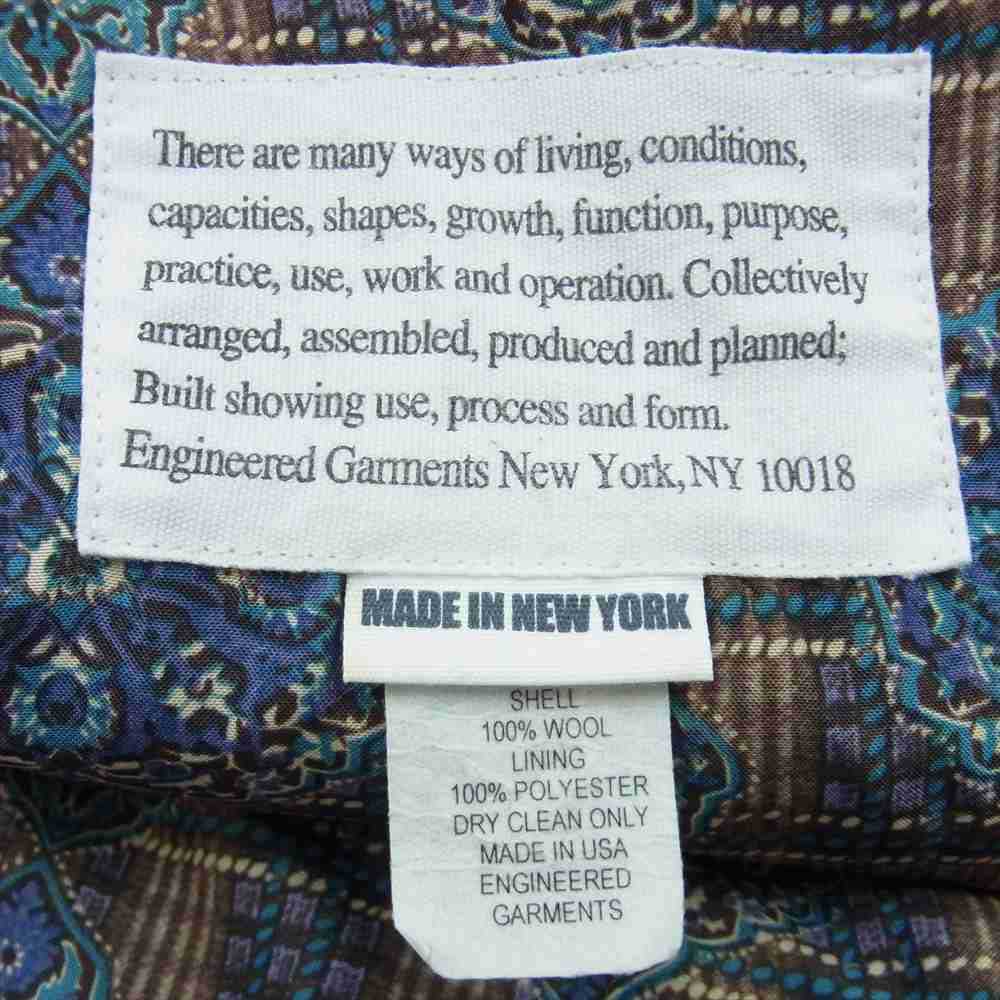 There are many ways of living, conditions,
capacities, shapes, growth, function, purpose,
practice, use, work and operation. Collectively
arranged, assembled, produced and planned;
Built showing use, process and form.
Engineered Garments New York, NY 10018
MADE IN NEW YORK
SHELL
100% WOOL
LINING
100% POLYESTER
DRY CLEAN ONLY
MADE IN USA
ENGINEERED
GARMENTS